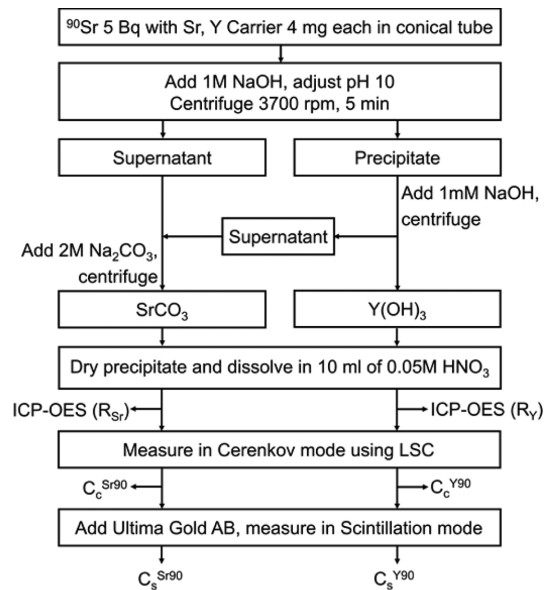 ⁹⁰Sr 5 Bq with Sr, Y Carrier 4 mg each in conical tube
Add 1M NaOH, adjust pH 10
Centrifuge 3700 rpm, 5 min
Supernatant
Precipitate
Add 1mM NaOH,
centrifuge
Supernatant
Add 2M Na₂CO₃,
centrifuge
SrCO₃
Y(OH)₃
Dry precipitate and dissolve in 10 ml of 0.05M HNO₃
ICP-OES (R_Sr)
ICP-OES (R_Y)
Measure in Cerenkov mode using LSC
C_c^Sr90
C_c^Y90
Add Ultima Gold AB, measure in Scintillation mode
C_s^Sr90
C_s^Y90